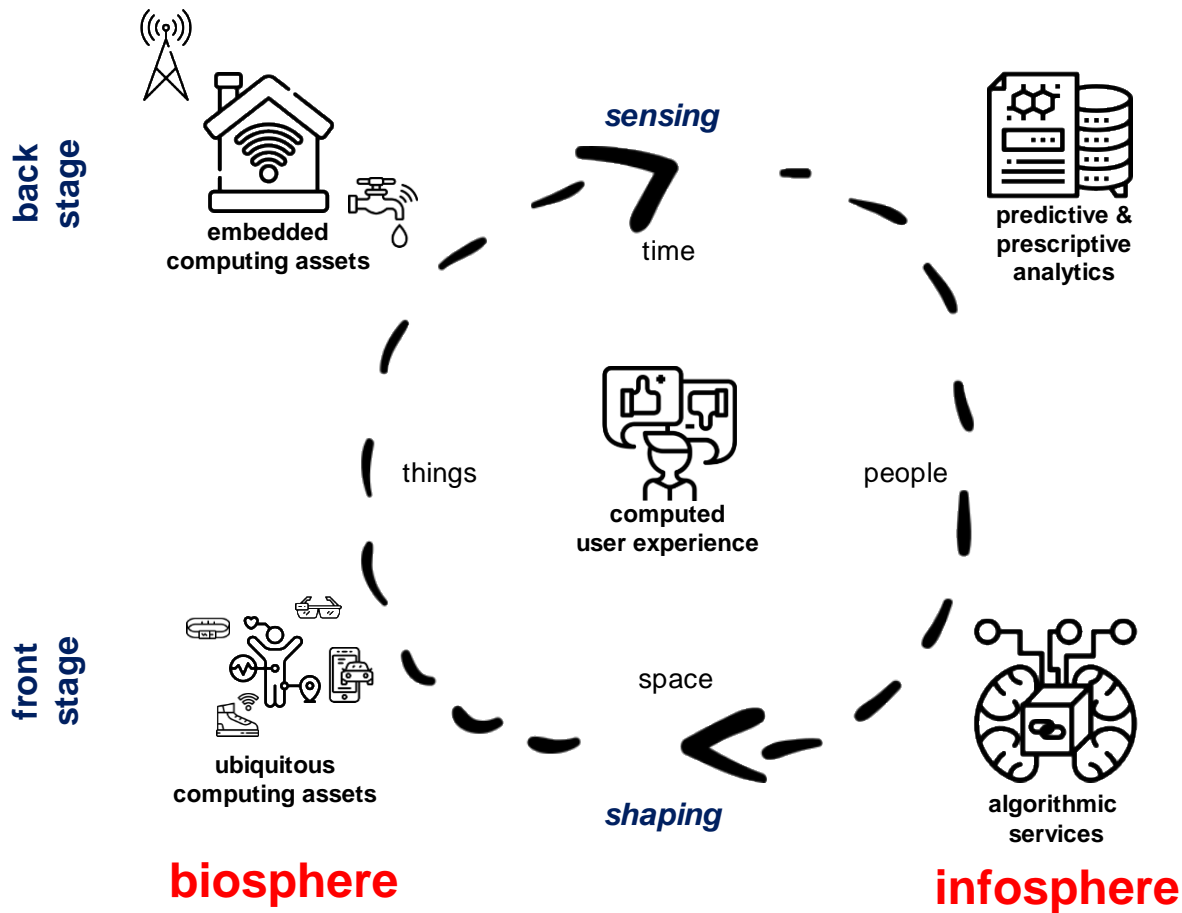 back
stage
sensing
embedded
computing assets
time
predictive &
prescriptive
analytics
things
people
computed
user experience
front
stage
space
ubiquitous
computing assets
shaping
algorithmic
services
biosphere
infosphere